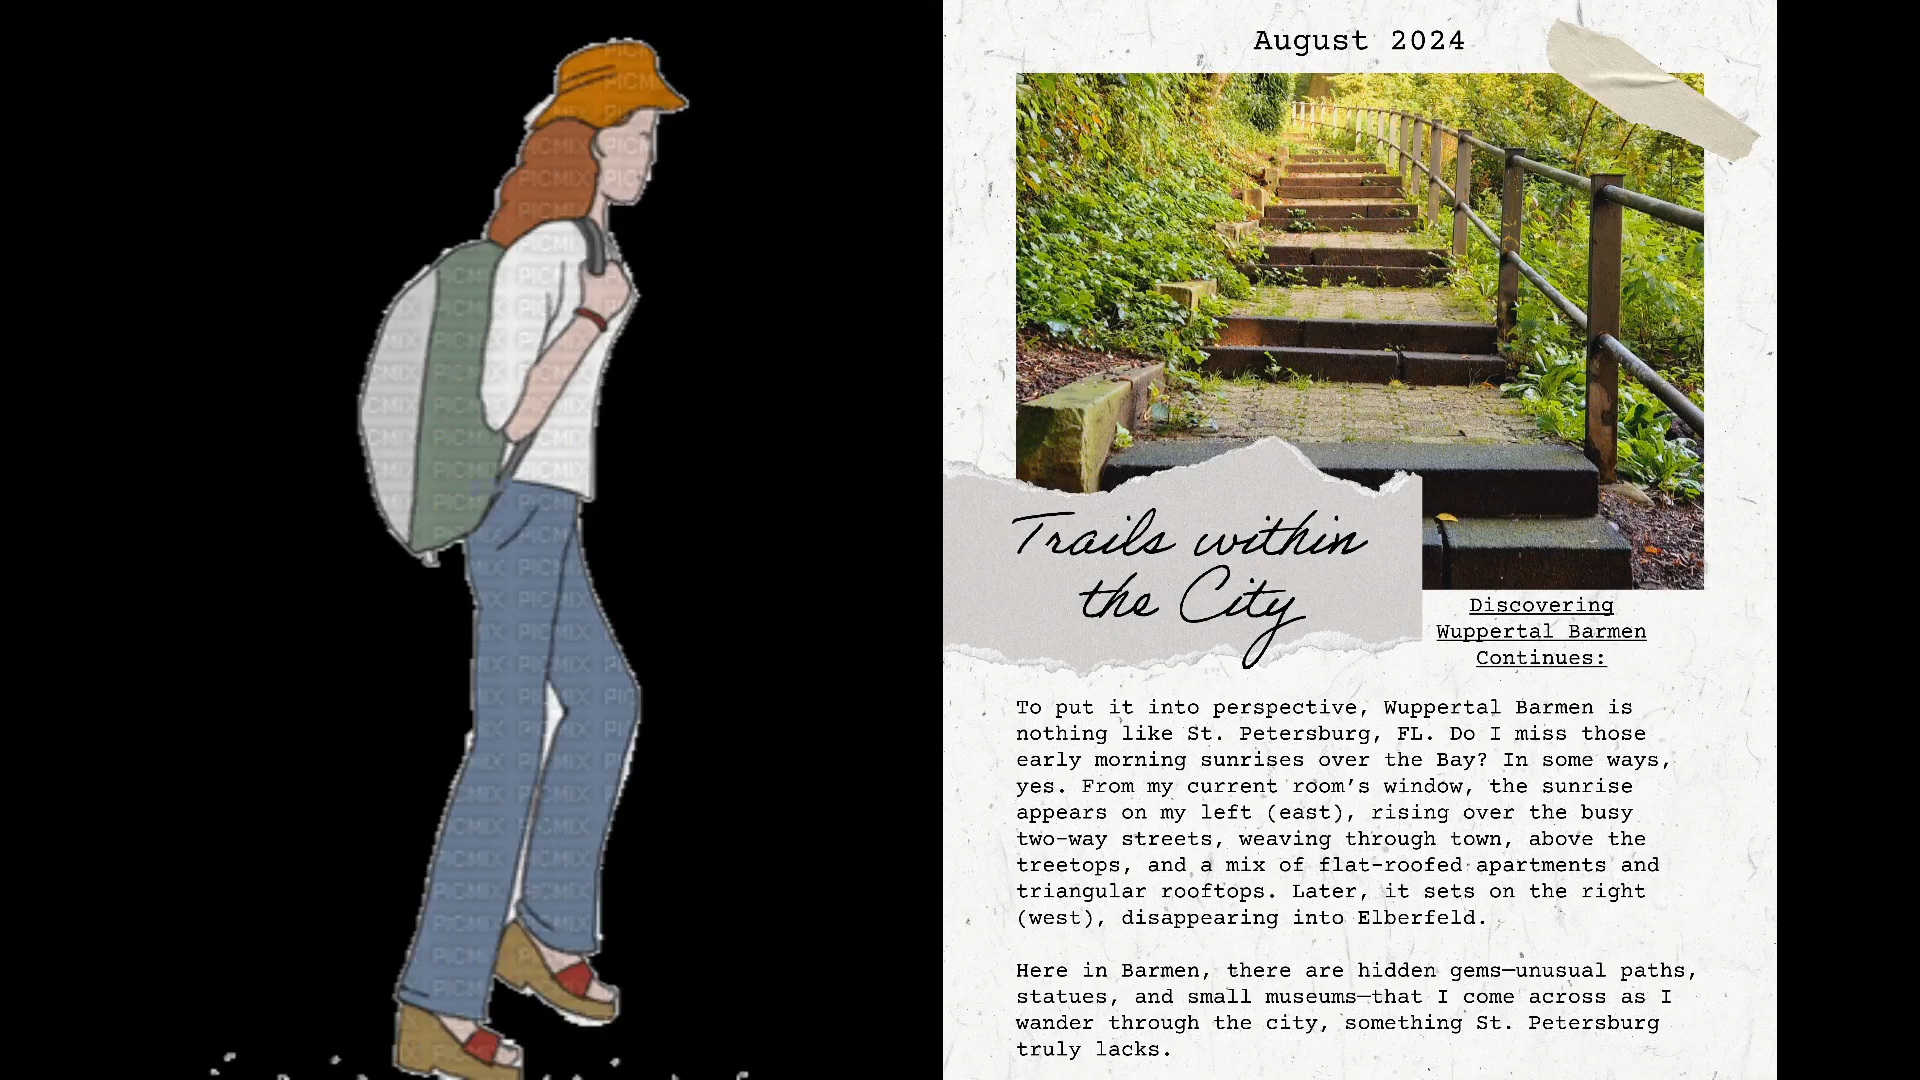 August 2024
Trails within
the City
Discovering
Wuppertal Barmen
Continues:
To put it into perspective, Wuppertal Barmen is
nothing like St. Petersburg, FL. Do I miss those
early morning sunrises over the Bay? In some ways,
yes. From my current room’s window, the sunrise
appears on my left (east), rising over the busy
two-way streets, weaving through town, above the
treetops, and a mix of flat-roofed apartments and
triangular rooftops. Later, it sets on the right
(west), disappearing into Elberfeld.
Here in Barmen, there are hidden gems—unusual paths,
statues, and small museums—that I come across as I
wander through the city, something St. Petersburg
truly lacks.